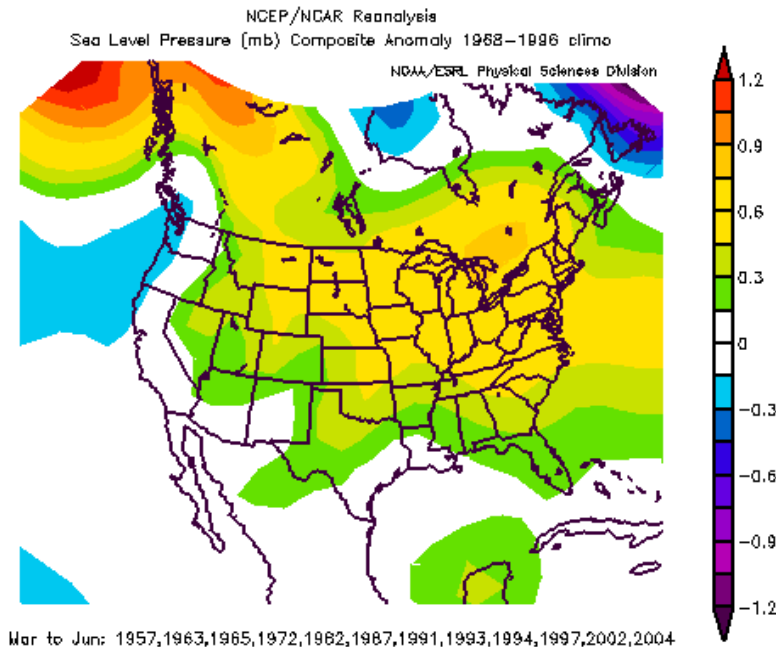 NCEP/NCAR Reanalysis
Sea Level Pressure (mb) Composite Anomaly 1968-1996 climo
NOAA/ESRL Physical Sciences Division
1.2
0.9
0.6
0.3
0
-0.3
-0.6
-0.9
-1.2
Mar to Jun: 1957,1963,1965,1972,1982,1987,1991,1993,1994,1997,2002,2004